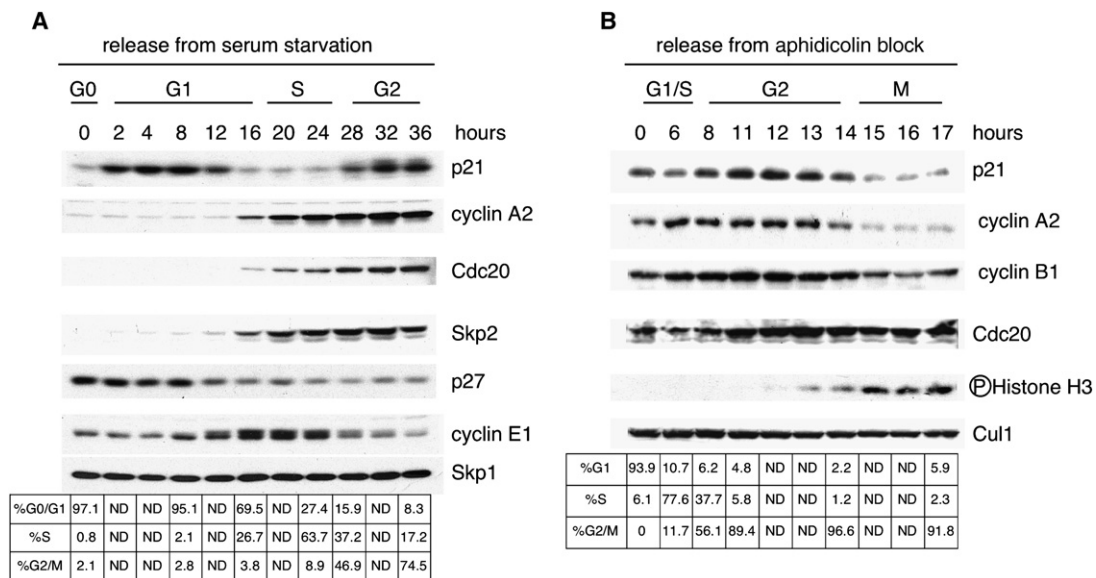 A
release from serum starvation
G0 G1 S G2
0 2 4 8 12 16 20 24 28 32 36 hours
p21
cyclin A2
Cdc20
Skp2
p27
cyclin E1
Skp1
%G0/G1 97.1 ND ND 95.1 ND 69.5 ND 27.4 15.9 ND 8.3
%S 0.8 ND ND 2.1 ND 26.7 ND 63.7 37.2 ND 17.2
%G2/M 2.1 ND ND 2.8 ND 3.8 ND 8.9 46.9 ND 74.5
B
release from aphidicolin block
G1/S G2 M
0 6 8 11 12 13 14 15 16 17 hours
p21
cyclin A2
cyclin B1
Cdc20
ⓅHistone H3
Cul1
%G1 93.9 10.7 6.2 4.8 ND ND 2.2 ND ND 5.9
%S 6.1 77.6 37.7 5.8 ND ND 1.2 ND ND 2.3
%G2/M 0 11.7 56.1 89.4 ND ND 96.6 ND ND 91.8